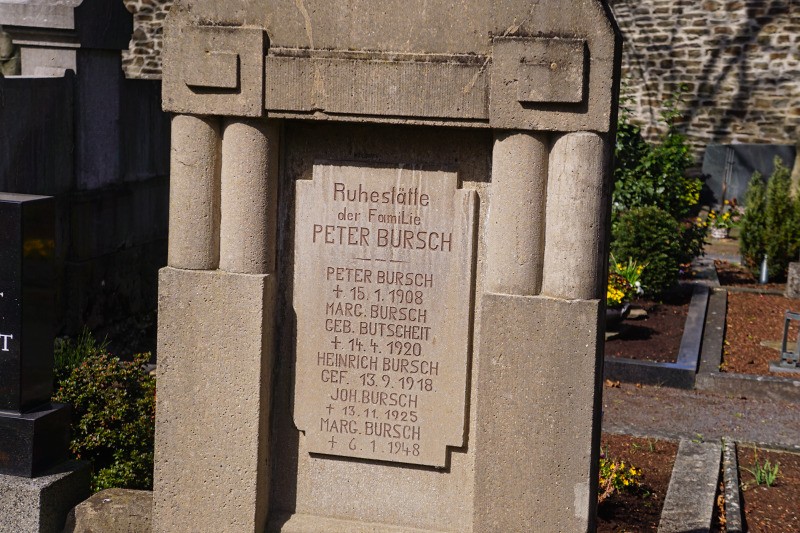 Ruhestätte
der Familie
PETER BURSCH
PETER BURSCH
+ 15.1.1908
MARG. BURSCH
GEB. BUTSCHEIT
+ 14.4.1920
HEINRICH BURSCH
GEF. 13.9.1918
JOH. BURSCH
+ 13.11.1925
MARG. BURSCH
+ 6.1.1948